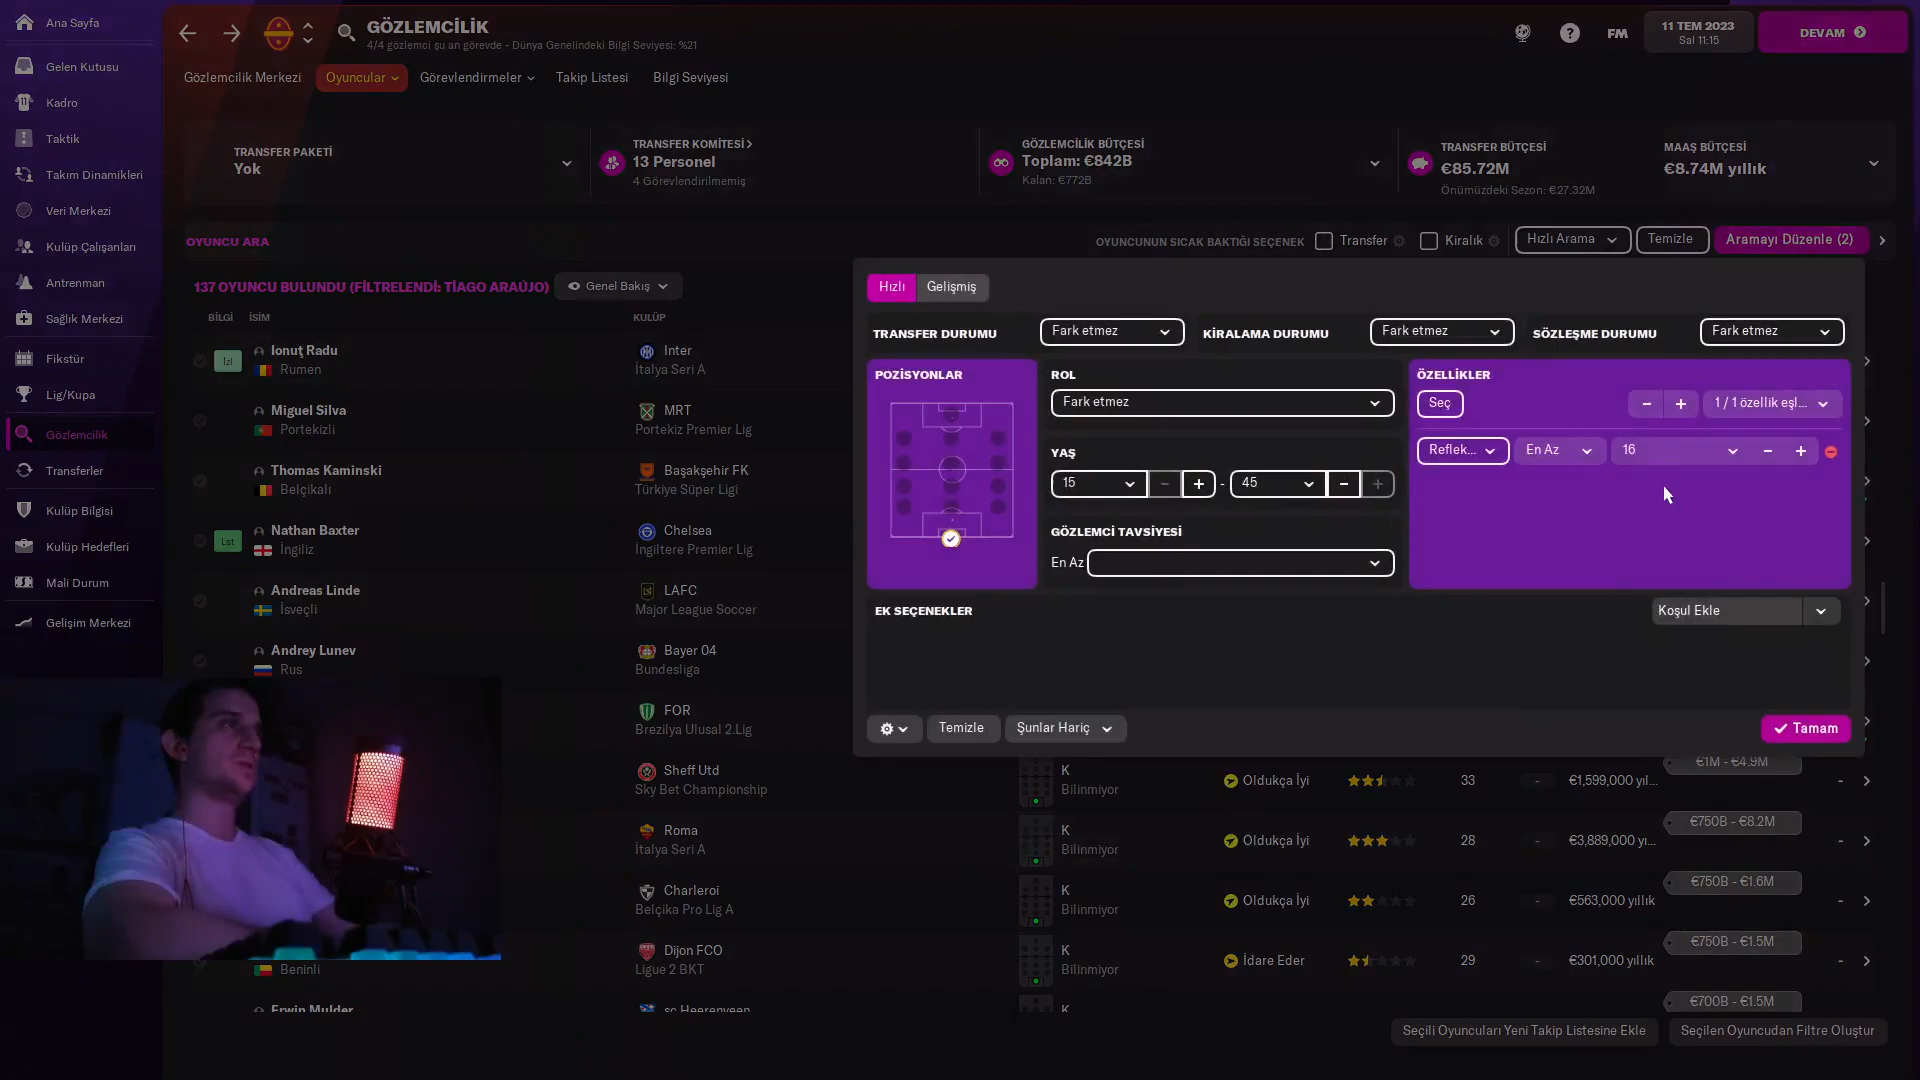 Ana Sayfa
Gelen Kutusu
Kadro
Taktik
Takım Dinamikleri
Veri Merkezi
Kulüp Çalışanları
Antrenman
Sağlık Merkezi
Fikstür
Lig/Kupa
Gözlemcilik
Transferler
Kulüp Bilgisi
Kulüp Hedefleri
Mali Durum
Gelişim Merkezi
GÖZLEMCİLİK
4/4 gözlemci şu an görevde - Dünya Genelindeki Bilgi Seviyesi: %21
FM
11 TEM 2023
Sal 11:15
DEVAM
Gözlemcilik Merkezi Oyuncular Görevlendirmeler Takip Listesi Bilgi Seviyesi
TRANSFER PAKETİ
Yok
TRANSFER KOMİTESİ>
13 Personel
4 Görevlendirilmemiş
GÖZLEMCİLİK BÜTÇESİ
Toplam: €842B
Kalan: €772B
TRANSFER BÜTÇESİ
€85.72M
Önümüzdeki Sezon: €27.32M
MAAŞ BÜTÇESİ
€8.74M yıllık
OYUNCU ARA
OYUNCUNUN SICAK BAKTIĞI SEÇENEK Transfer Kiralık Hızlı Arama Temizle Aramayı Düzenle (2)
137 OYUNCU BULUNDU (FİLTRELENDİ: TİAGO ARAÚJO) Genel Bakış
BİLGİ İSİM KULÜP
İzl Ionuț Radu Inter
Rumen İtalya Seri A
Miguel Silva MRT
Portekizli Portekiz Premier Lig
Thomas Kaminski Başakşehir FK
Belçikalı Türkiye Süper Ligi
Lst Nathan Baxter Chelsea
İngiliz İngiltere Premier Lig
Andreas Linde LAFC
İsveçli Major League Soccer
Andrey Lunev Bayer 04
Rus Bundesliga
FOR
Brezilya Ulusal 2.Lig
Hızlı Gelişmiş
TRANSFER DURUMU Fark etmez KİRALAMA DURUMU Fark etmez SÖZLEŞME DURUMU Fark etmez
POZİSYONLAR
ROL
Fark etmez
YAŞ
15 - + - 45 - +
GÖZLEMCİ TAVSİYESİ
En Az
ÖZELLİKLER
Seç - + 1 / 1 özellik eşl...
Reflek... En Az 16 - +
EK SEÇENEKLER Koşul Ekle
Temizle Şunlar Hariç Tamam
€1M - €4.9M
Sheff Utd K Oldukça İyi 33 - €1,599,000 yıl... -
Sky Bet Championship Bilinmiyor
€750B - €8.2M
Roma K Oldukça İyi 28 - €3,889,000 yı... -
İtalya Seri A Bilinmiyor
€750B - €1.6M
Charleroi K Oldukça İyi 26 - €563,000 yıllık -
Belçika Pro Lig A Bilinmiyor
€750B - €1.5M
Dijon FCO K İdare Eder 29 - €301,000 yıllık -
Beninli Ligue 2 BKT Bilinmiyor
€700B - €1.5M
Erwin Mulder sc Heerenveen K
Seçili Oyuncuları Yeni Takip Listesine Ekle Seçilen Oyuncudan Filtre Oluştur